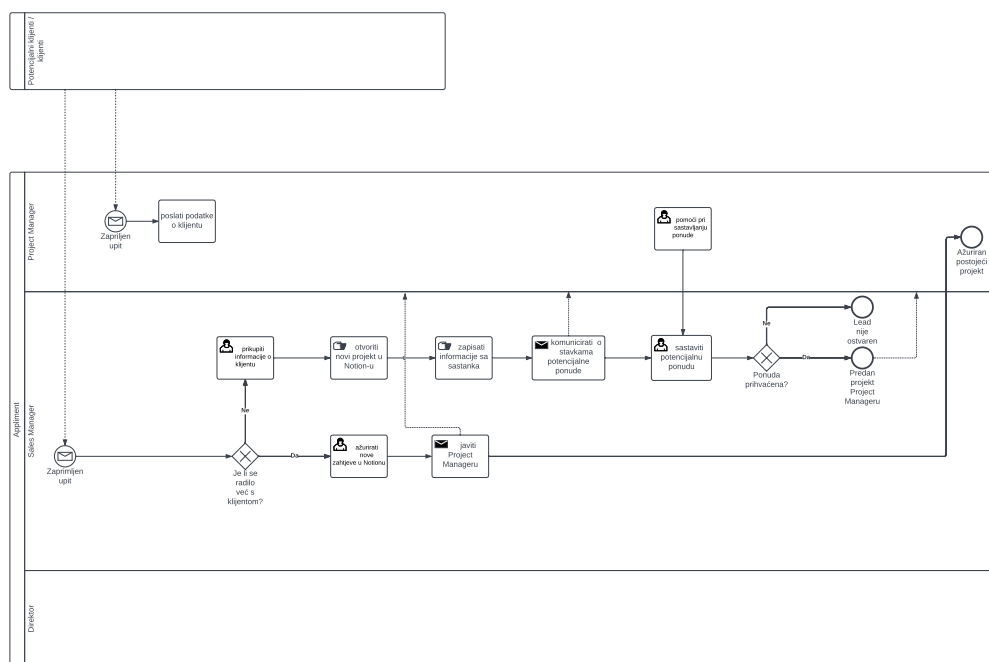 Potencijalni klijenti /
klijenti
Appliment
Project Manager
Zapriljen
upit
poslati podatke
o klijentu
pomoći pri
sastavljanju
ponude
Ažuriran
postojeći
projekt
Sales Manager
Zaprimljen
upit
Je li se
radilo
već s
klijentom?
Ne
Da
prikupiti
informacije o
klijentu
otvoriti
novi projekt u
Notion-u
zapisati
informacije sa
sastanka
komunicirati o
stavkama
potencijalne
ponude
sastaviti
potencijalnu
ponudu
Ponuda
prihvaćena?
Ne
Da
Lead
nije
ostvaren
Predan
projekt
Project
Manageru
ažurirati
nove
zahtjeve u Notionu
javiti
Project
Manageru
Direktor